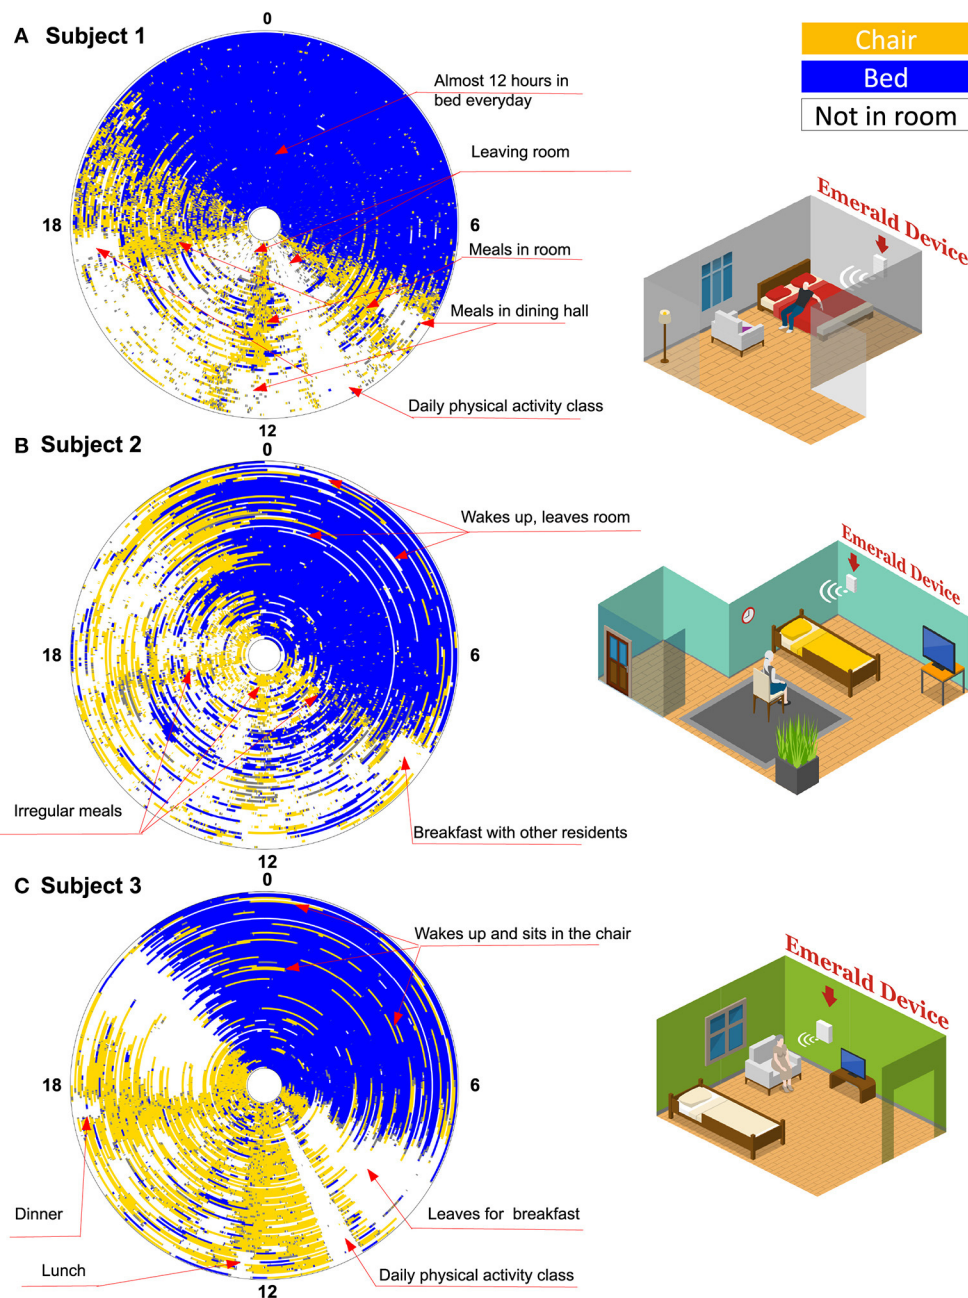 A Subject 1
0
Chair
Bed
Not in room
Almost 12 hours in
bed everyday
Leaving room
18
6
Meals in room
Meals in dining hall
Daily physical activity class
12
Emerald Device
B Subject 2
0
Wakes up, leaves room
18
6
Irregular meals
Breakfast with other residents
12
Emerald Device
C Subject 3
0
Wakes up and sits in the chair
18
6
Dinner
Leaves for breakfast
Lunch
Daily physical activity class
12
Emerald Device